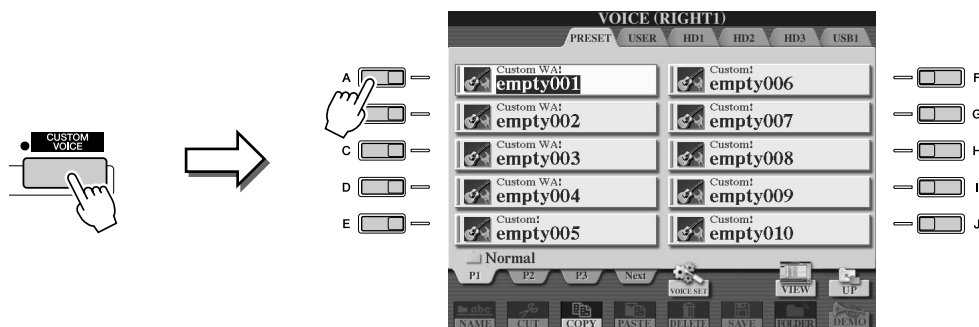 CUSTOM
VOICE
A
C
D
E
VOICE (RIGHT1)
PRESET USER HD1 HD2 HD3 USB1
Custom WA!
empty001
Custom WA!
empty002
Custom WA!
empty003
Custom WA!
empty004
Custom!
empty005
Custom!
empty006
Custom!
empty007
Custom!
empty008
Custom!
empty009
Custom!
empty010
Normal
P1 P2 P3 Next
VOICE SET
VIEW
UP
abc
NAME CUT COPY PASTE DELETE SAVE FOLDER DEMO
F
G
H
I
J